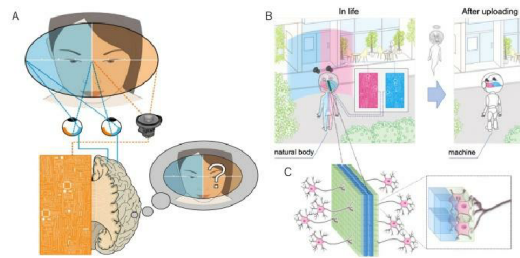 A
?
B
In life
After uploading
natural body
machine
C